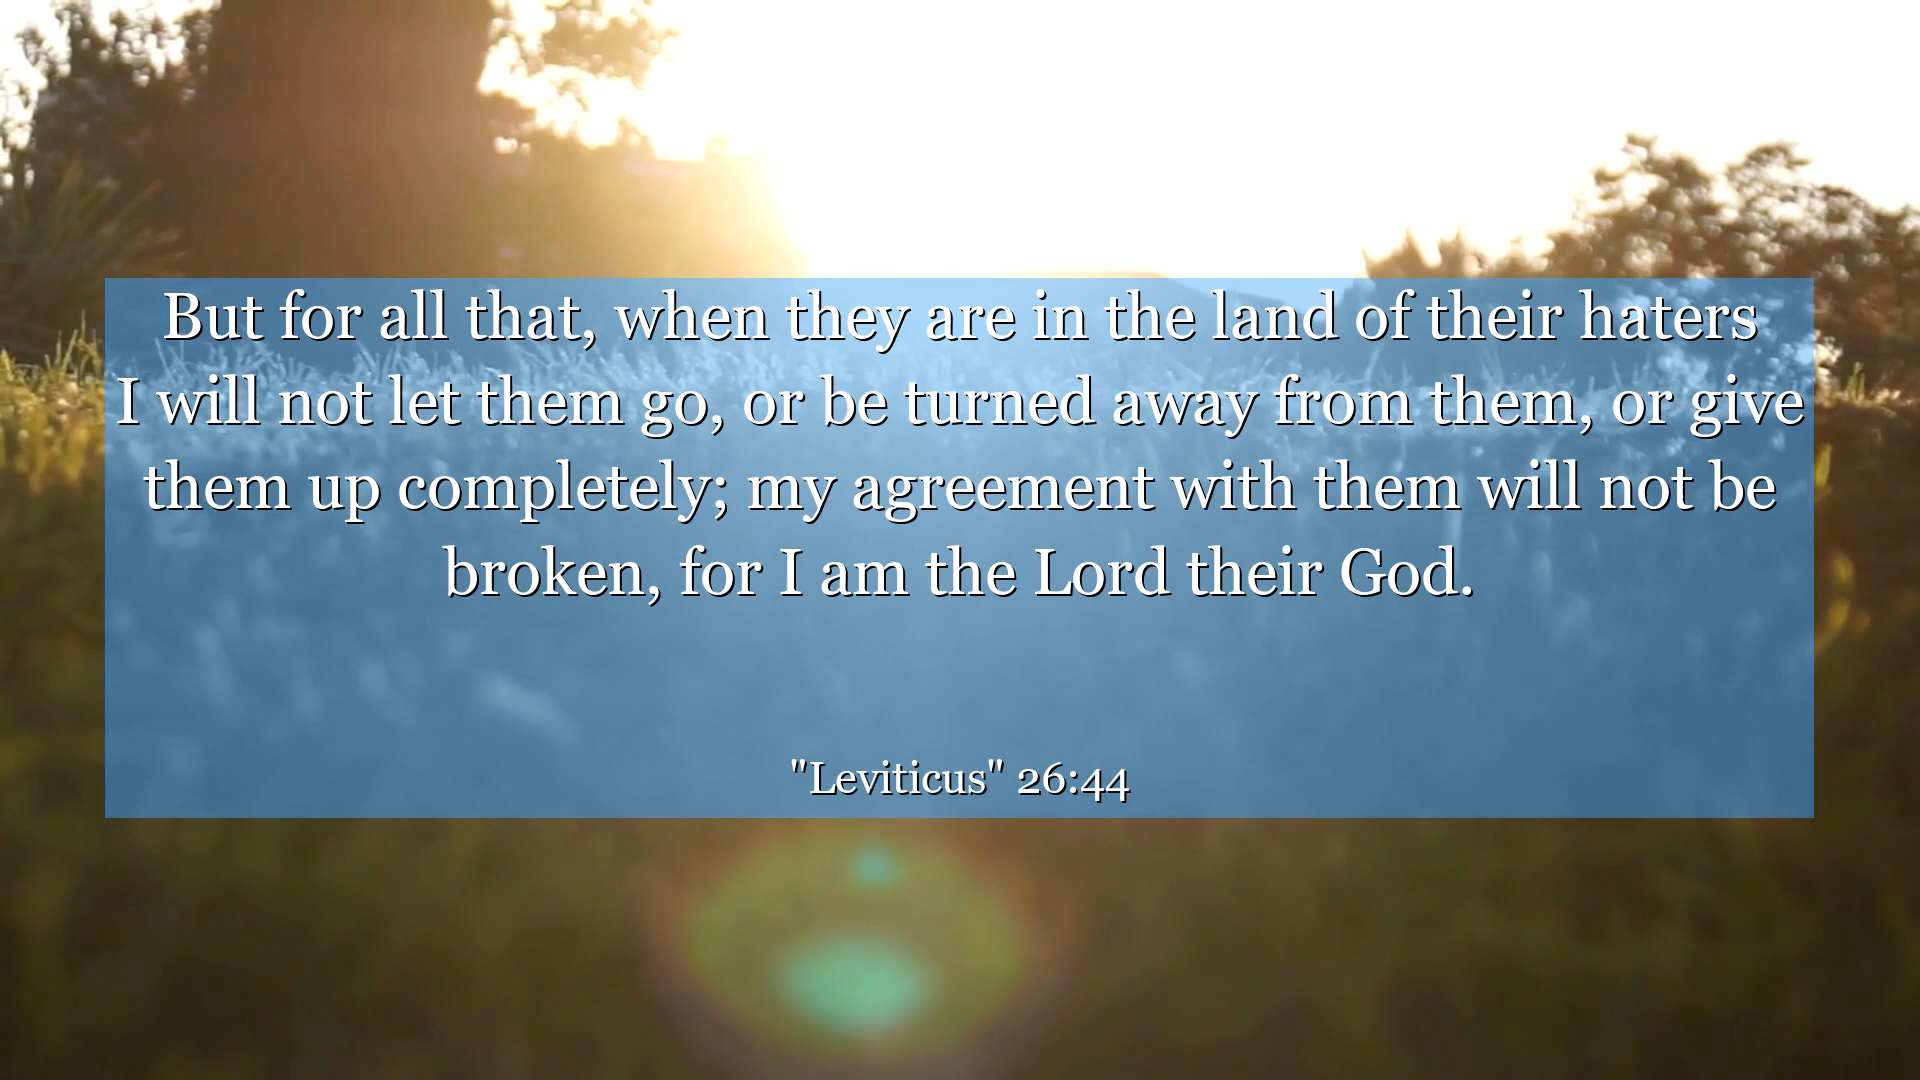 But for all that, when they are in the land of their haters
I will not let them go, or be turned away from them, or give
them up completely; my agreement with them will not be
broken, for I am the Lord their God.
"Leviticus" 26:44